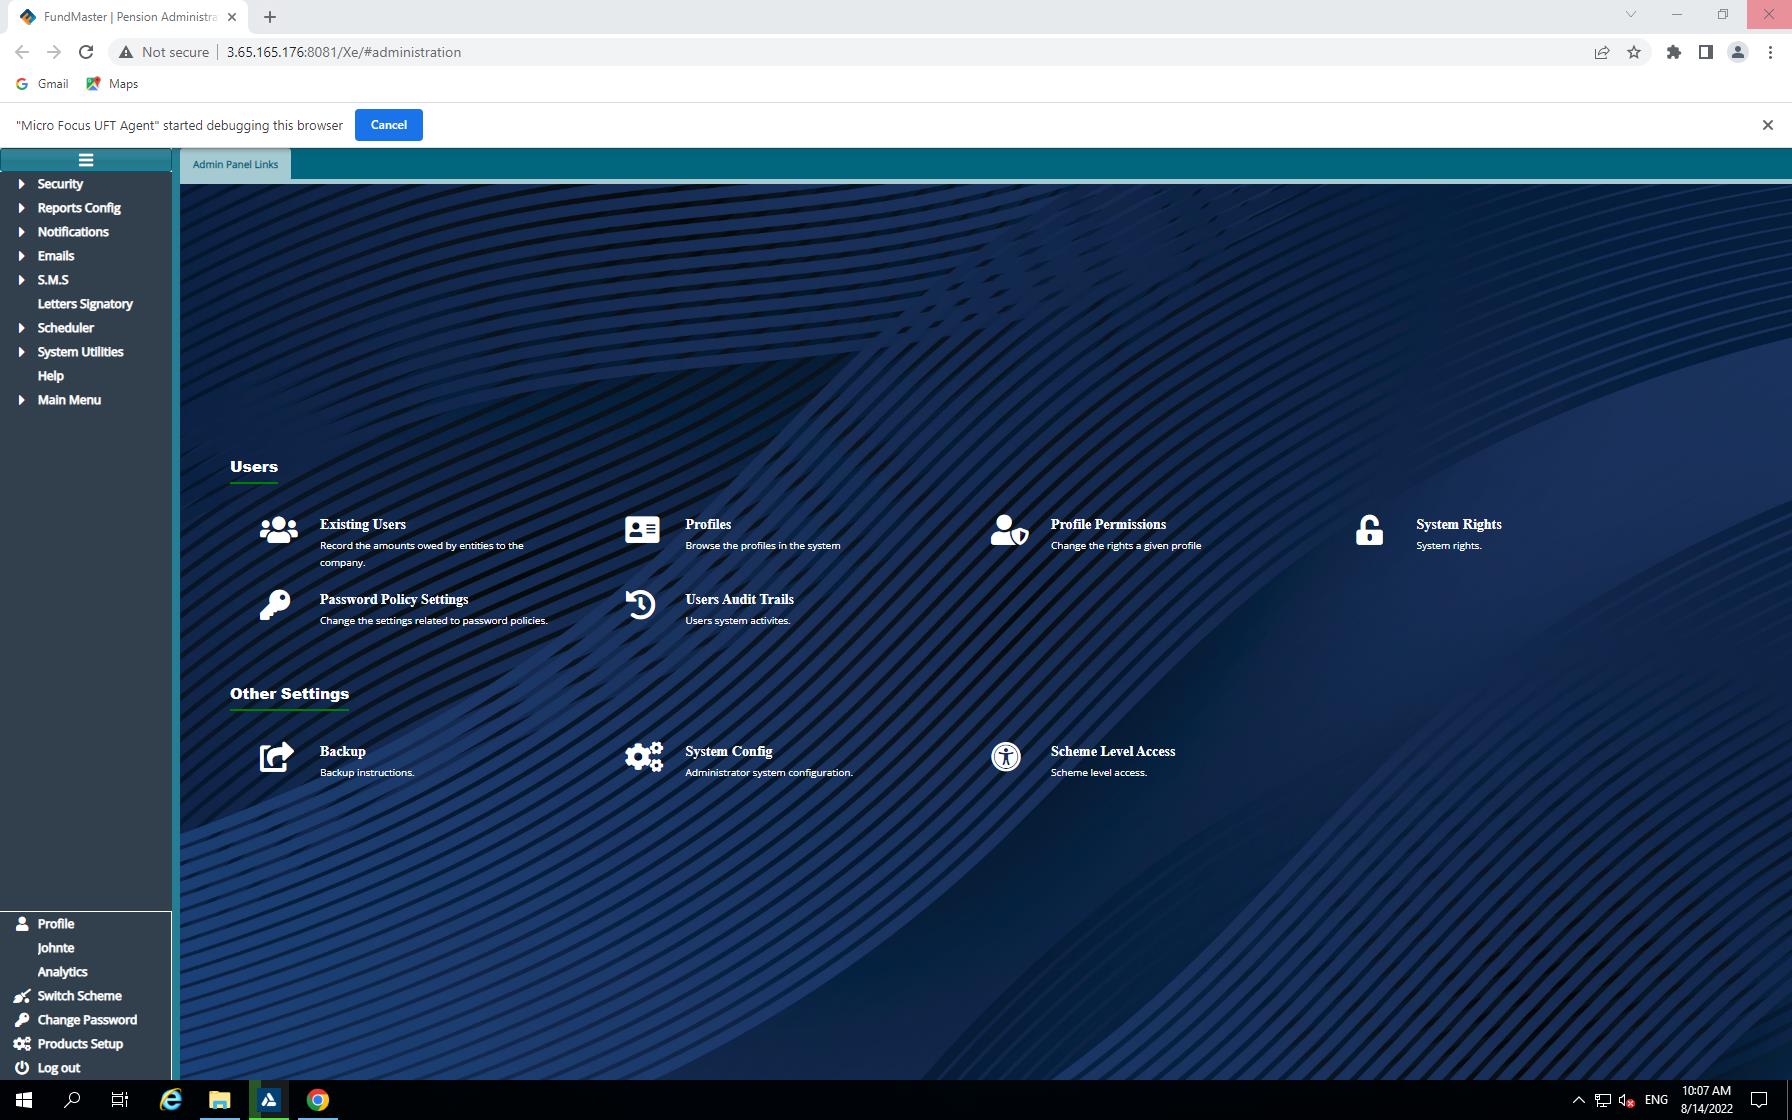 FundMaster | Pension Administra
Not secure
3.65.165.176:8081/Xe/#administration
Gmail
Maps
"Micro Focus UFT Agent" started debugging this browser
Cancel
Admin Panel Links
Security
Reports Config
Notifications
Emails
S.M.S
Letters Signatory
Scheduler
System Utilities
Help
Main Menu
Users
Existing Users
Record the amounts owed by entities to the
company.
Profiles
Browse the profiles in the system
Profile Permissions
Change the rights a given profile
System Rights
System rights.
Password Policy Settings
Change the settings related to password policies.
Users Audit Trails
Users system activites.
Other Settings
Backup
Backup instructions.
System Config
Administrator system configuration.
Scheme Level Access
Scheme level access.
Profile
Johnte
Analytics
Switch Scheme
Change Password
Products Setup
Log out
ENG
10:07 AM
8/14/2022